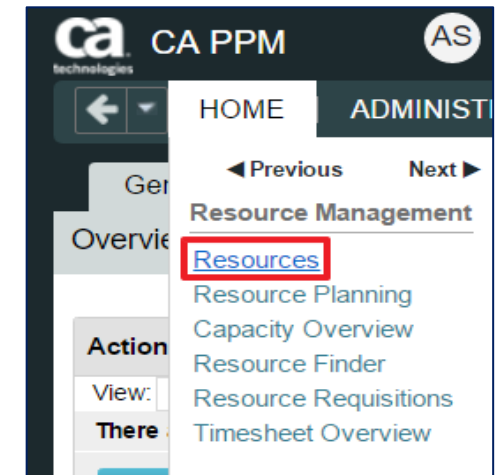 ca technologies CA PPM AS
HOME ADMINIST
◀Previous Next▶
Ger
Resource Management
Overvie
Resources
Resource Planning
Capacity Overview
Action
Resource Finder
View:
Resource Requisitions
There
Timesheet Overview